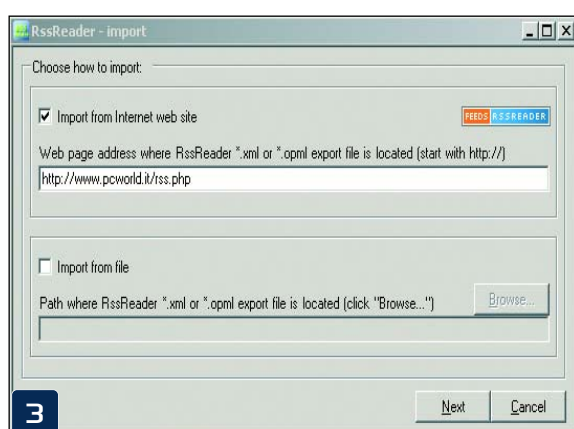 RssReader - import
Choose how to import:
Import from Internet web site
FEEDS RSSREADER
Web page address where RssReader *.xml or *.opml export file is located (start with http://)
http://www.pcworld.it/rss.php
Import from file
Path where RssReader *.xml or *.opml export file is located (click "Browse...")
Browse...
Next
Cancel
3